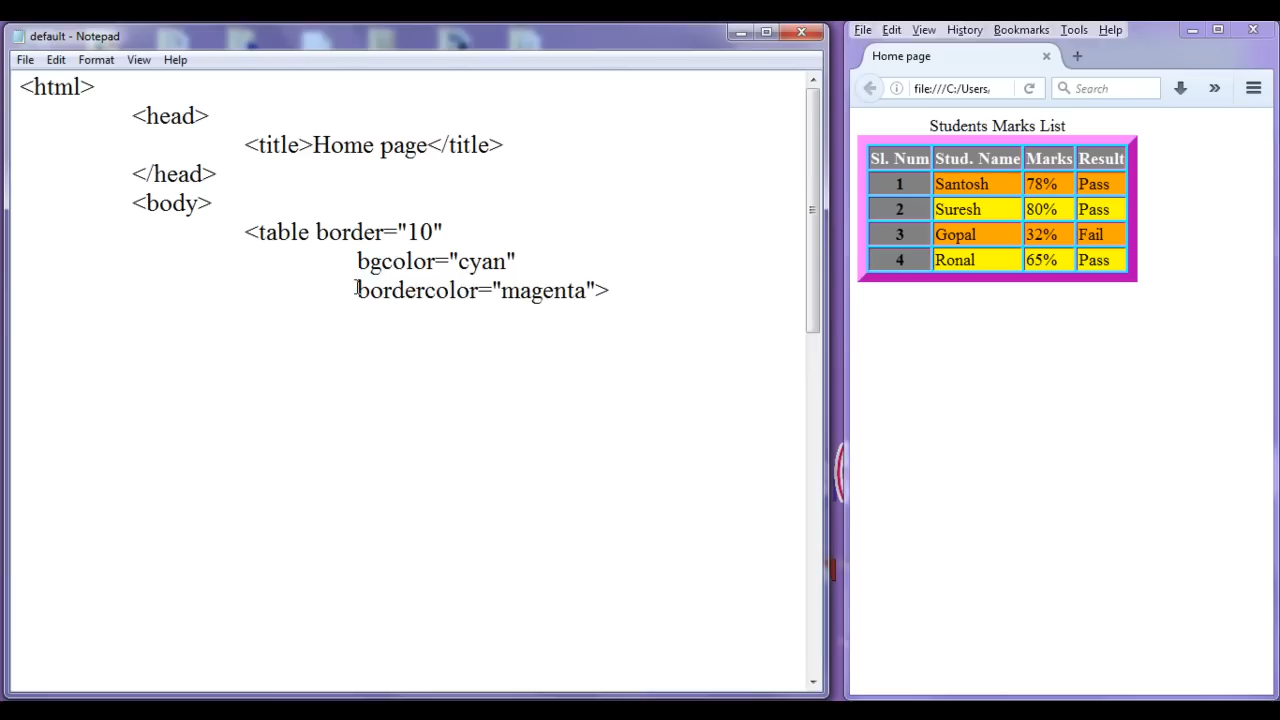 default - Notepad
File Edit Format View Help
<html>
<head>
<title>Home page</title>
</head>
<body>
<table border="10"
bgcolor="cyan"
bordercolor="magenta">
File Edit View History Bookmarks Tools Help
Home page
file:///C:/Users,
Search
Students Marks List
Sl. Num Stud. Name Marks Result
1 Santosh 78% Pass
2 Suresh 80% Pass
3 Gopal 32% Fail
4 Ronal 65% Pass